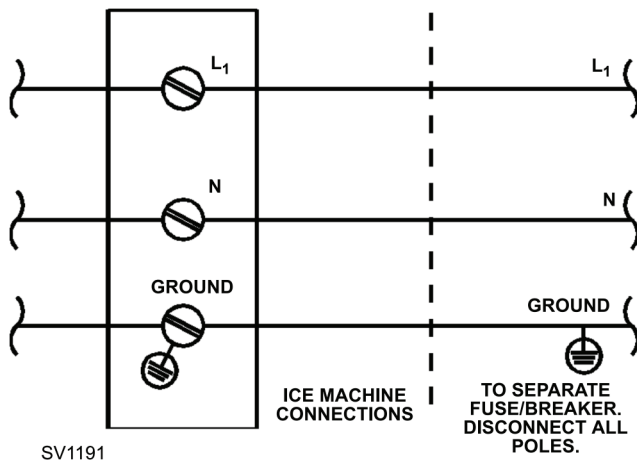 L1
L1
N
N
GROUND
GROUND
ICE MACHINE
CONNECTIONS
TO SEPARATE
FUSE/BREAKER.
DISCONNECT ALL
POLES.
SV1191